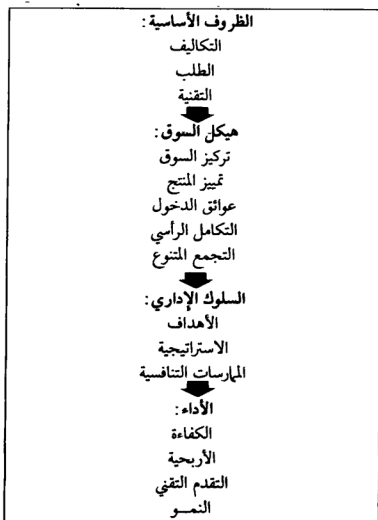 الظروف الأساسية :
التكاليف
الطلب
التقنية
هيكل السوق :
تركيز السوق
تمييز المنتج
عوائق الدخول
التكامل الرأسي
التجمع المتنوع
السلوك الإداري :
الأهداف
الاستراتيجية
الممارسات التنافسية
الأداء :
الكفاءة
الأربحية
التقدم التقني
النمــو